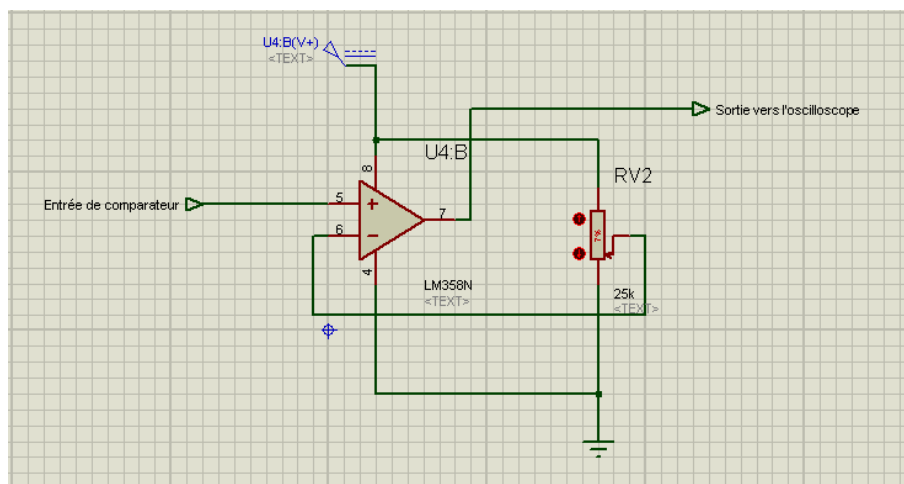 U4:B(V+)
<TEXT>
Sortie vers l'oscilloscope
U4:B
RV2
8
Entrée de comparateur
5
7
6
7%
4
LM358N
<TEXT>
25k
<TEXT>